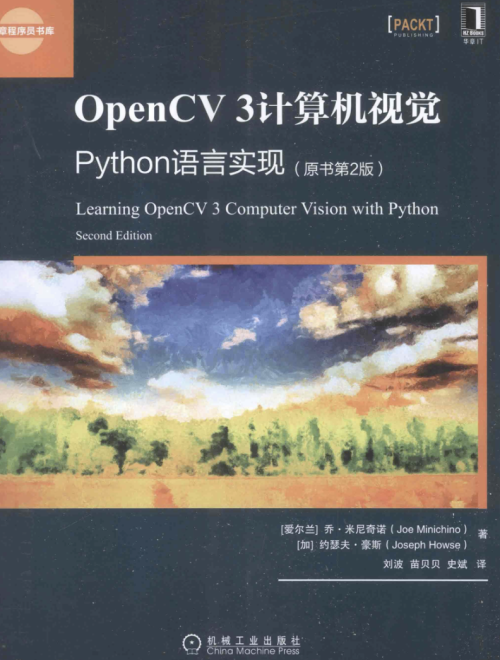 章程序员书库
[PACKT]
PUBLISHING
HZ Books
华章IT
OpenCV 3计算机视觉
Python语言实现（原书第2版）
Learning OpenCV 3 Computer Vision with Python
Second Edition
[爱尔兰] 乔·米尼奇诺（Joe Minichino）
[加] 约瑟夫·豪斯（Joseph Howse）
著
刘波 苗贝贝 史斌 译
机械工业出版社
China Machine Press